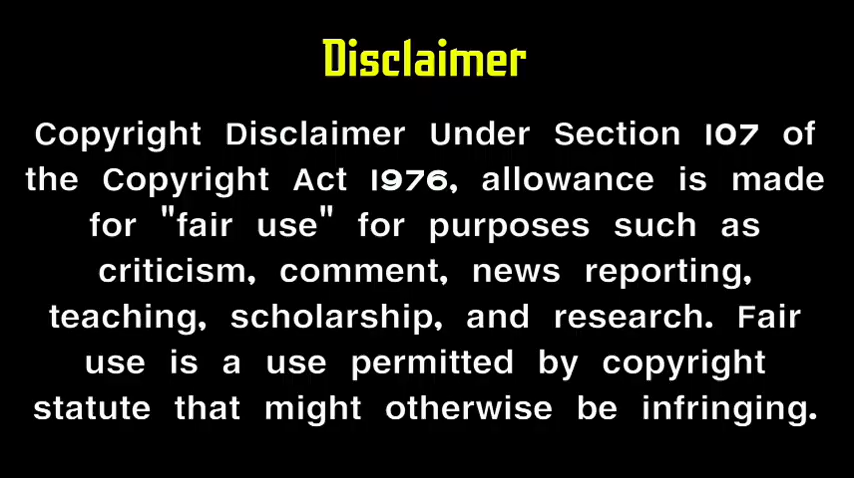 Disclaimer
Copyright Disclaimer Under Section 107 of
the Copyright Act 1976, allowance is made
for "fair use" for purposes such as
criticism, comment, news reporting,
teaching, scholarship, and research. Fair
use is a use permitted by copyright
statute that might otherwise be infringing.